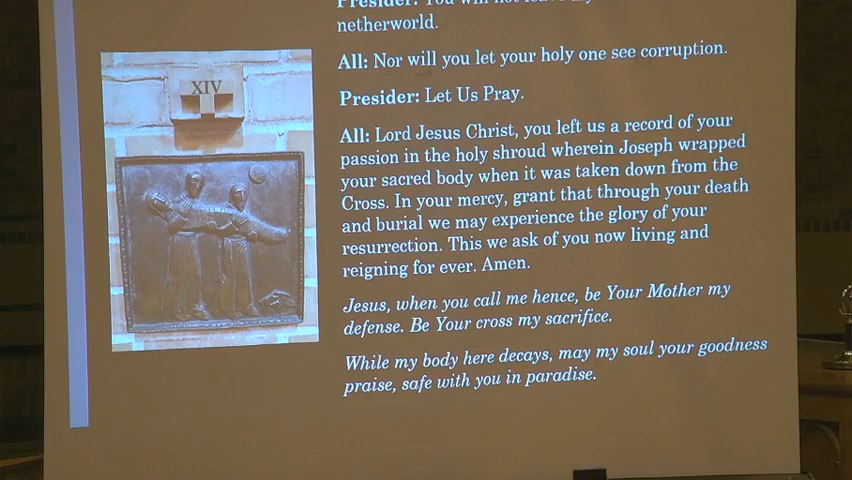 Presider: You will not
netherworld.
All: Nor will you let your holy one see corruption.
Presider: Let Us Pray.
All: Lord Jesus Christ, you left us a record of your
passion in the holy shroud wherein Joseph wrapped
your sacred body when it was taken down from the
Cross. In your mercy, grant that through your death
and burial we may experience the glory of your
resurrection. This we ask of you now living and
reigning for ever. Amen.
Jesus, when you call me hence, be Your Mother my
defense. Be Your cross my sacrifice.
While my body here decays, may my soul your goodness
praise, safe with you in paradise.
XIV